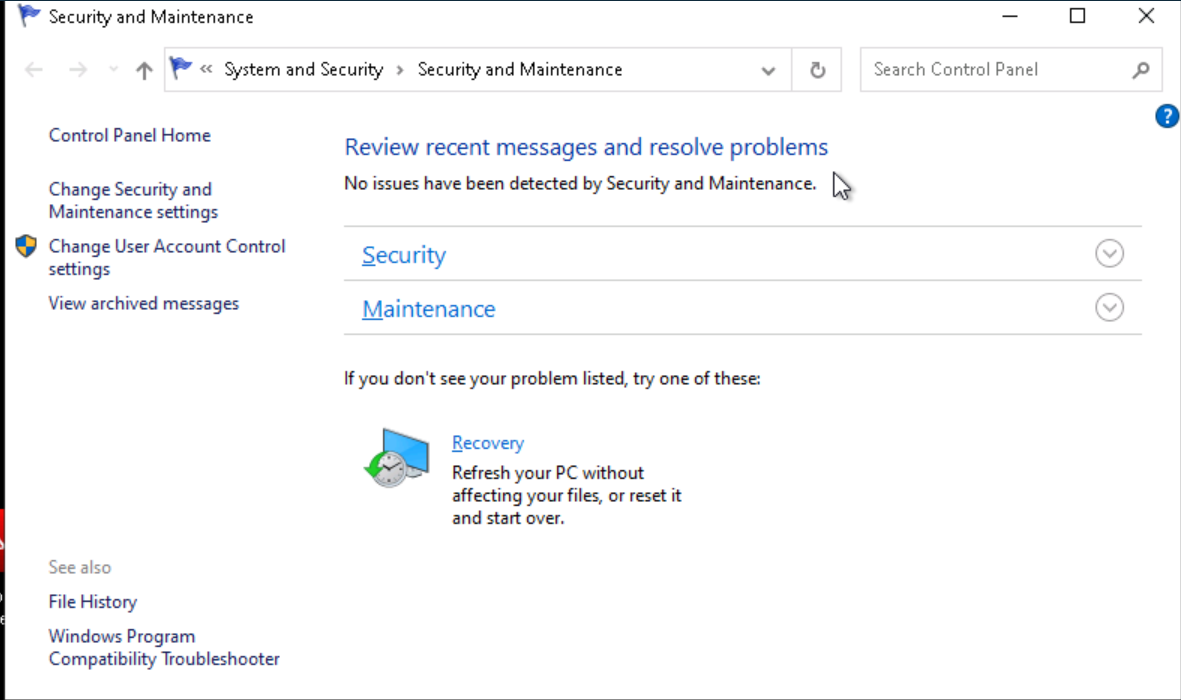 Security and Maintenance
« System and Security › Security and Maintenance
Search Control Panel
?
Control Panel Home
Change Security and
Maintenance settings
Change User Account Control
settings
View archived messages
Review recent messages and resolve problems
No issues have been detected by Security and Maintenance.
Security
Maintenance
If you don't see your problem listed, try one of these:
Recovery
Refresh your PC without
affecting your files, or reset it
and start over.
See also
File History
Windows Program
Compatibility Troubleshooter